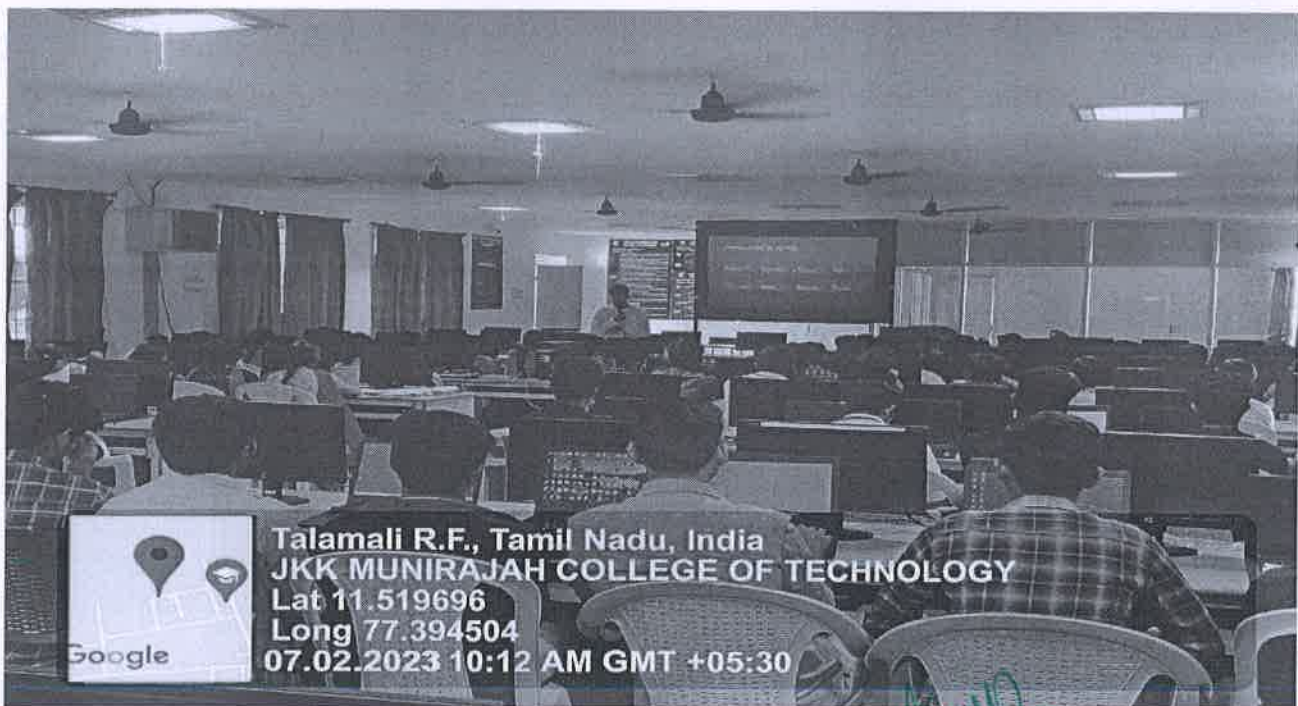 Talamali R.F., Tamil Nadu, India
JKK MUNIRAJAH COLLEGE OF TECHNOLOGY
Lat 11.519696
Long 77.394504
Google
07.02.2023 10:12 AM GMT +05:30